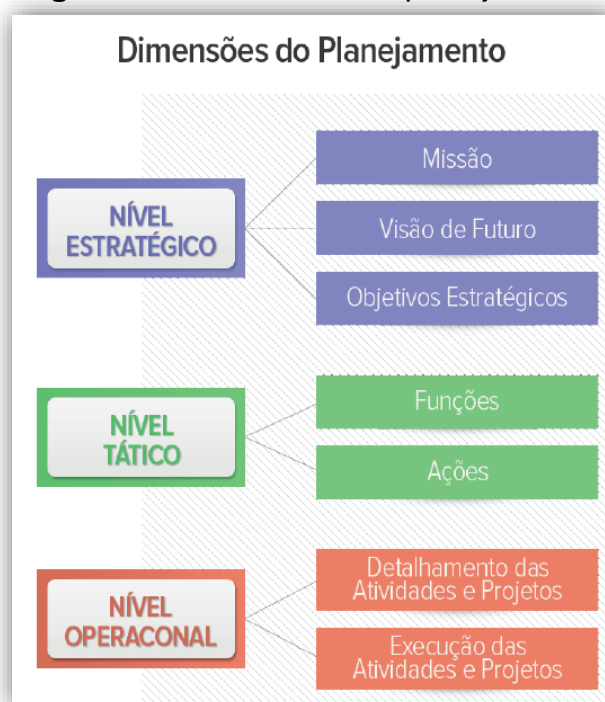 Dimensões do Planejamento
NÍVEL
ESTRATÉGICO
Missão
Visão de Futuro
Objetivos Estratégicos
NÍVEL
TÁTICO
Funções
Ações
NÍVEL
OPERACONAL
Detalhamento das
Atividades e Projetos
Execução das
Atividades e Projetos